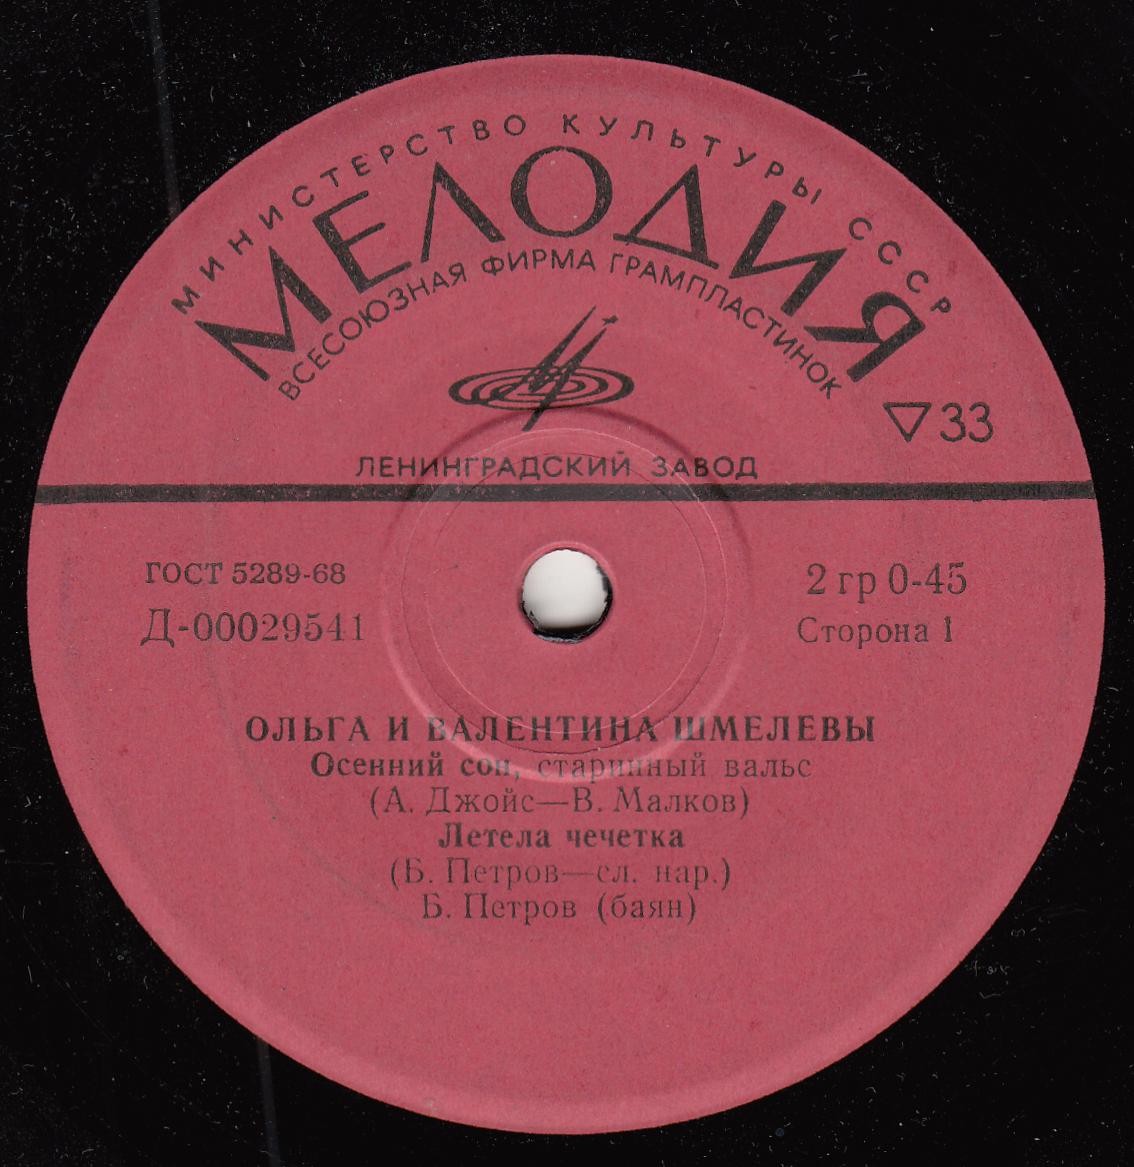 МИНИСТЕРСТВО КУЛЬТУРЫ СССР
МЕЛОДИЯ
ВСЕСОЮЗНАЯ ФИРМА ГРАМПЛАСТИНОК
▽33
ЛЕНИНГРАДСКИЙ ЗАВОД
ГОСТ 5289-68
2 гр 0-45
Д-00029541
Сторона 1
ОЛЬГА И ВАЛЕНТИНА ШМЕЛЕВЫ
Осенний сон, старинный вальс
(А. Джойс—В. Малков)
Летела чечетка
(Б. Петров—сл. нар.)
Б. Петров (баян)